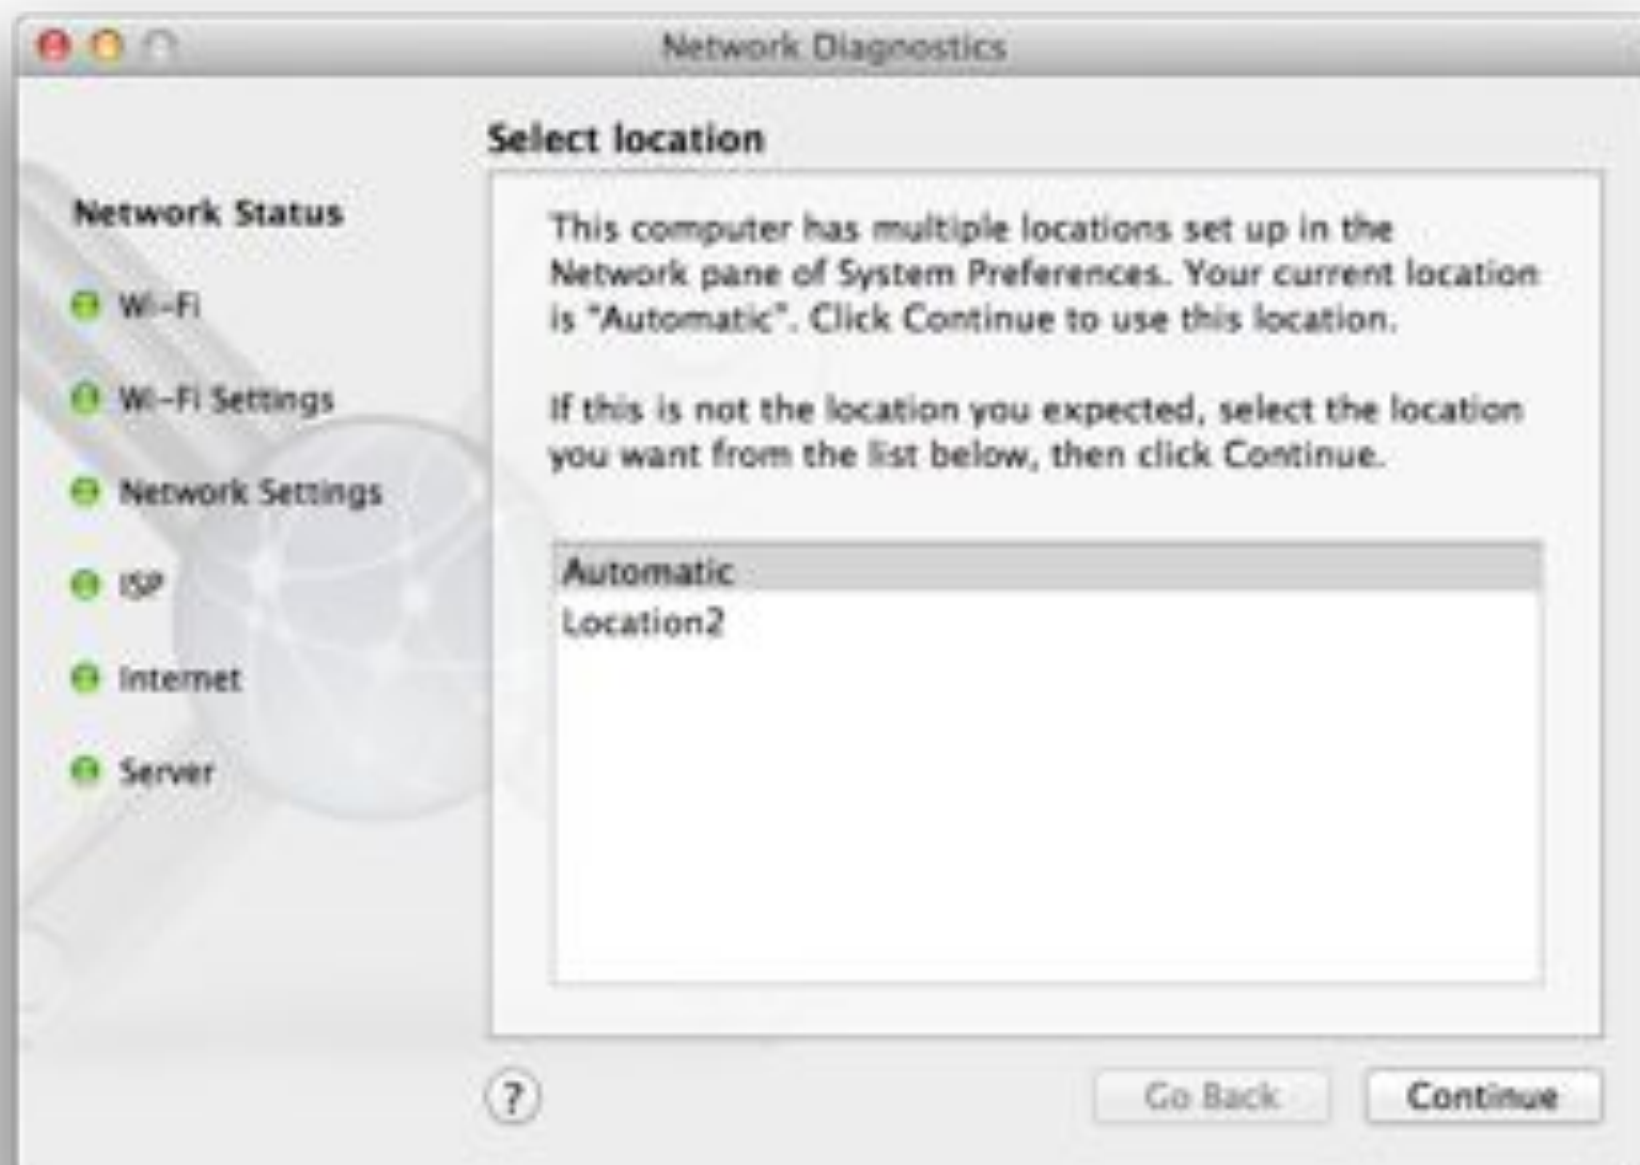 Network Diagnostics
Select location
Network Status
Wi-Fi
Wi-Fi Settings
Network Settings
ISP
Internet
Server
This computer has multiple locations set up in the
Network pane of System Preferences. Your current location
is "Automatic". Click Continue to use this location.
If this is not the location you expected, select the location
you want from the list below, then click Continue.
Automatic
Location2
?
Go Back
Continue